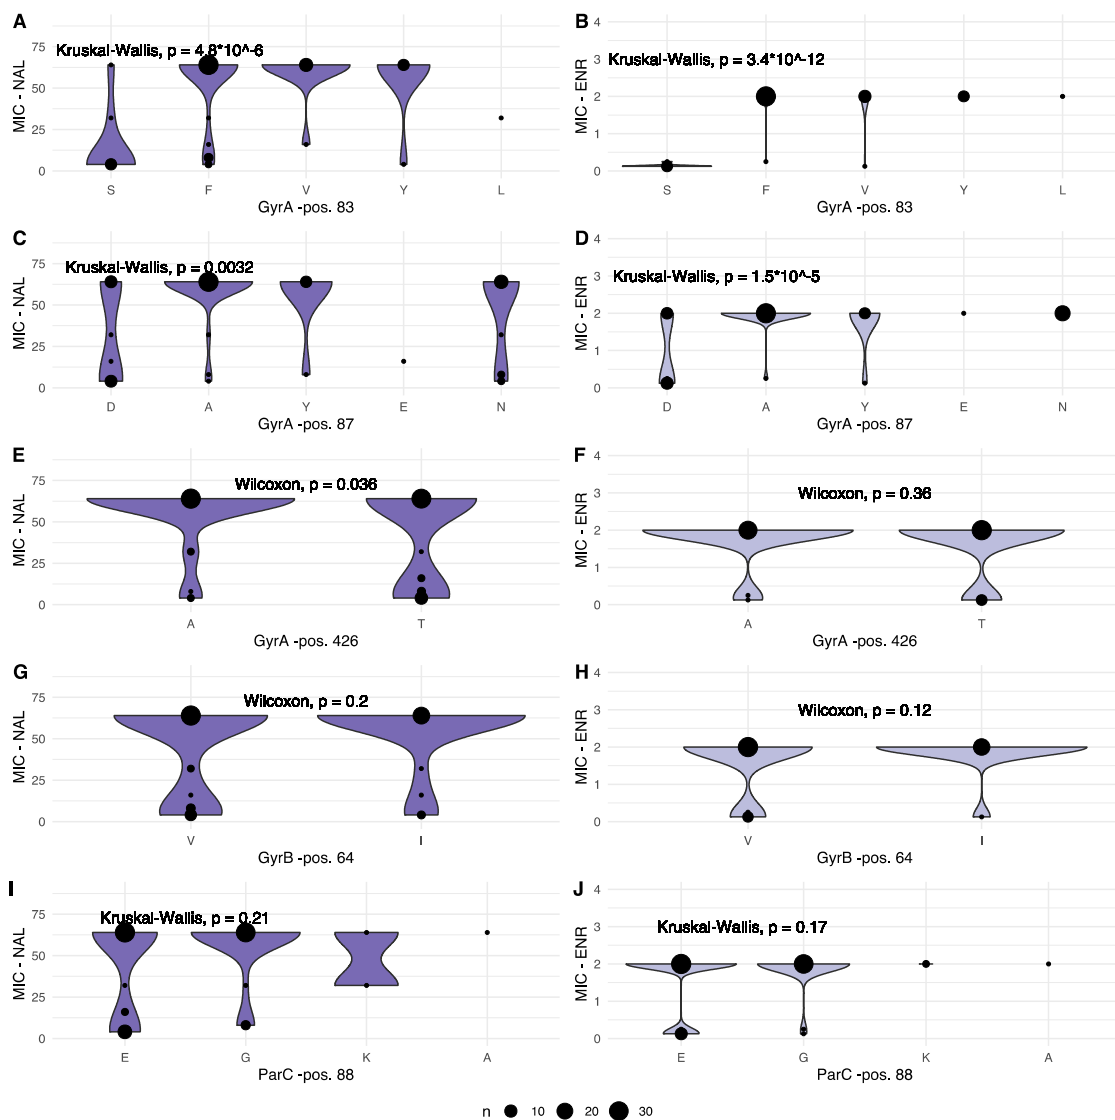 A
Kruskal-Wallis, p = 4.8*10^-6
MIC - NAL
75
50
25
0
S F V Y L
GyrA -pos. 83
B
Kruskal-Wallis, p = 3.4*10^-12
MIC - ENR
4
3
2
1
0
S F V Y L
GyrA -pos. 83
C
Kruskal-Wallis, p = 0.0032
MIC - NAL
75
50
25
0
D A Y E N
GyrA -pos. 87
D
Kruskal-Wallis, p = 1.5*10^-5
MIC - ENR
4
3
2
1
0
D A Y E N
GyrA -pos. 87
E
Wilcoxon, p = 0.036
MIC - NAL
75
50
25
0
A T
GyrA -pos. 426
F
Wilcoxon, p = 0.36
MIC - ENR
4
3
2
1
0
A T
GyrA -pos. 426
G
Wilcoxon, p = 0.2
MIC - NAL
75
50
25
0
V I
GyrB -pos. 64
H
Wilcoxon, p = 0.12
MIC - ENR
4
3
2
1
0
V I
GyrB -pos. 64
I
Kruskal-Wallis, p = 0.21
MIC - NAL
75
50
25
0
E G K A
ParC -pos. 88
J
Kruskal-Wallis, p = 0.17
MIC - ENR
4
3
2
1
0
E G K A
ParC -pos. 88
n 10 20 30